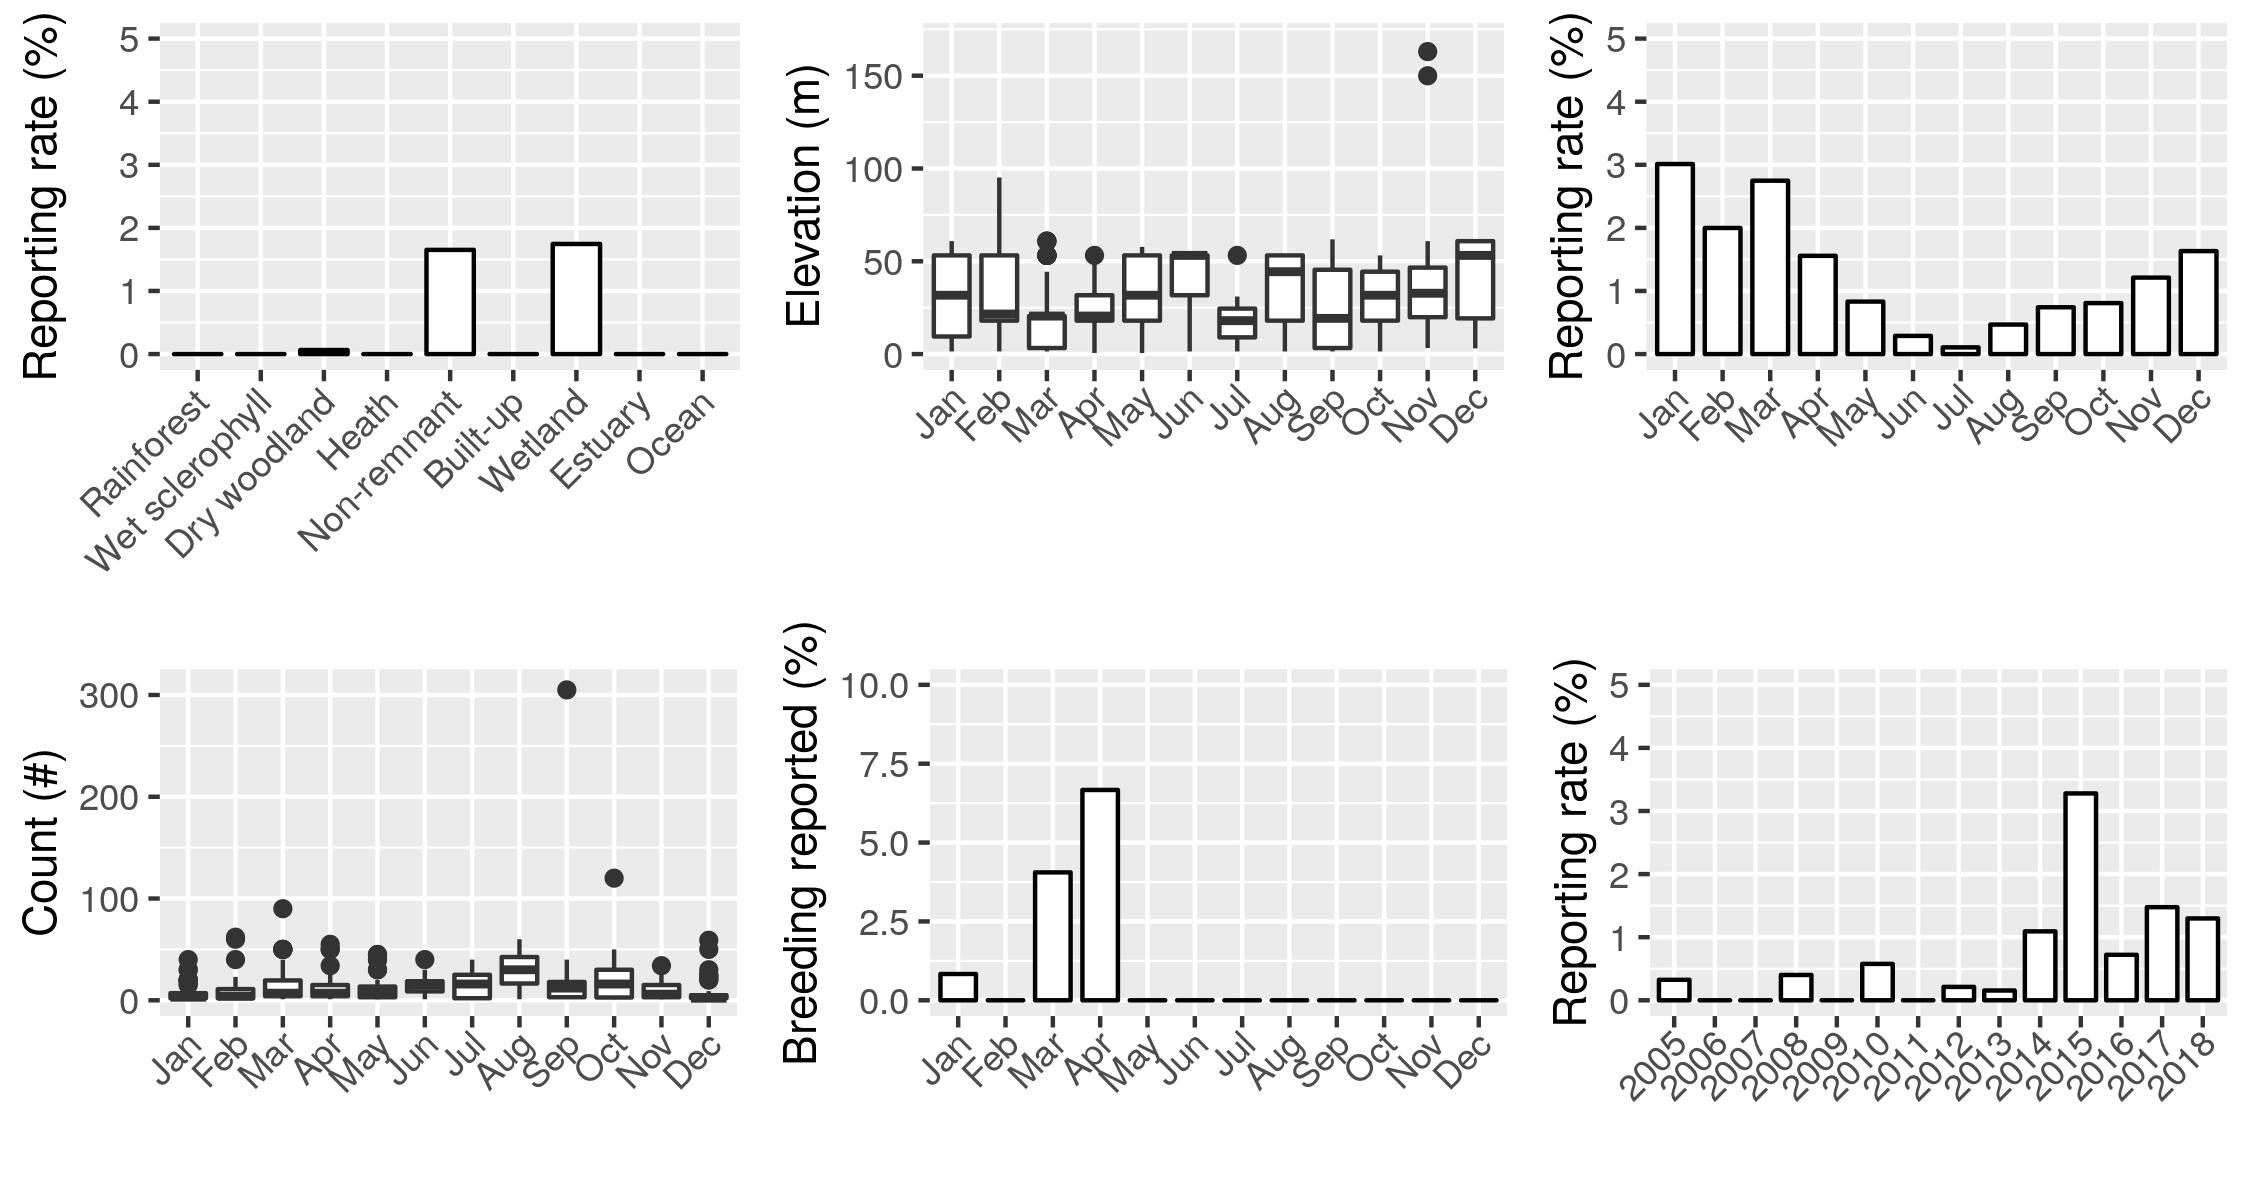 Reporting rate (%)
5
4
3
2
1
0
Rainforest
Wet sclerophyll
Dry woodland
Heath
Non-remnant
Built-up
Wetland
Estuary
Ocean
Elevation (m)
150
100
50
0
Jan
Feb
Mar
Apr
May
Jun
Jul
Aug
Sep
Oct
Nov
Dec
Reporting rate (%)
5
4
3
2
1
0
Jan
Feb
Mar
Apr
May
Jun
Jul
Aug
Sep
Oct
Nov
Dec
Count (#)
300
200
100
0
Jan
Feb
Mar
Apr
May
Jun
Jul
Aug
Sep
Oct
Nov
Dec
Breeding reported (%)
10.0
7.5
5.0
2.5
0.0
Jan
Feb
Mar
Apr
May
Jun
Jul
Aug
Sep
Oct
Nov
Dec
Reporting rate (%)
5
4
3
2
1
0
2005
2006
2007
2008
2009
2010
2011
2012
2013
2014
2015
2016
2017
2018